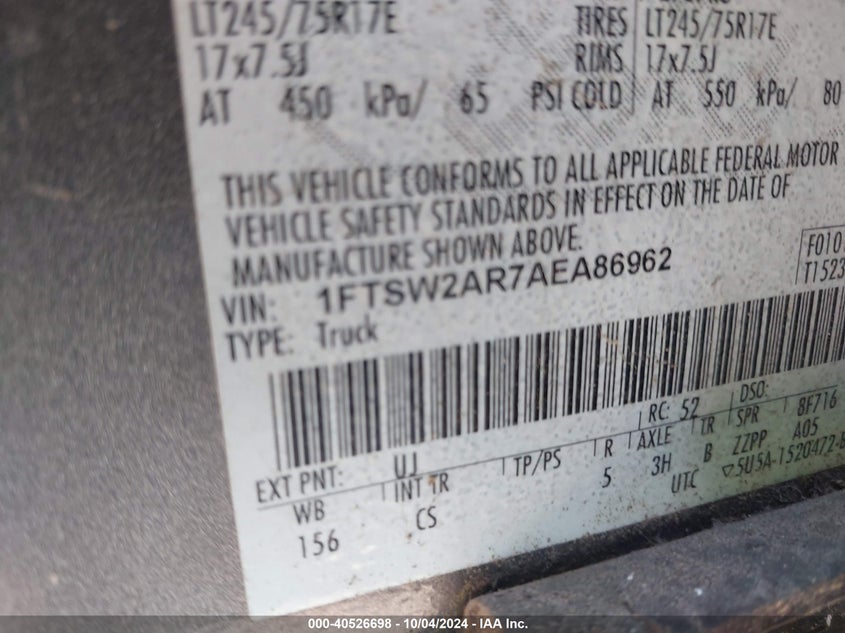 LT245/75R17E TIRES LT245/75R17E
17x7.5J RIMS 17x7.5J
AT 450 kPa/ 65 PSI COLD AT 550 kPa/ 80
THIS VEHICLE CONFORMS TO ALL APPLICABLE FEDERAL MOTOR
VEHICLE SAFETY STANDARDS IN EFFECT ON THE DATE OF
MANUFACTURE SHOWN ABOVE.
VIN: 1FTSW2AR7AEA86962 F010
TYPE: Truck T1523
RC: 52 DSO:
EXT PNT: UJ TP/PS R AXLE TR SPR 8F716
WB INT TR 5 3H B ZZPP A05
156 CS UTC ▽5U5A-1520472-
000-40526698 - 10/04/2024 - IAA Inc.